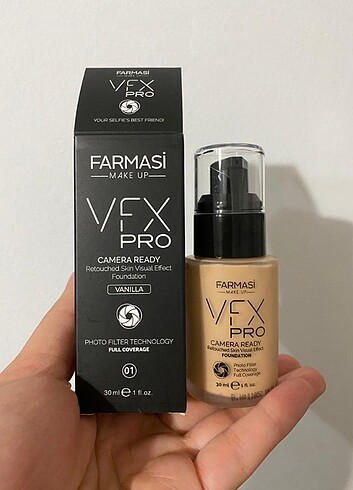 FARMASİ
MAKE UP
VFX
PRO
YOUR SELFIE'S BEST FRIEND!
FARMASİ
MAKE UP
VFX
PRO
CAMERA READY
Retouched Skin Visual Effect
Foundation
VANILLA
PHOTO FILTER TECHNOLOGY
FULL COVERAGE
01
30 ml ℮ 1 fl. oz.
FARMASİ
MAKE UP
VFX
PRO
CAMERA READY
Retouched Skin Visual Effect
FOUNDATION
Photo Filter
Technology
Full Coverage
30 ml ℮ 1 fl. oz.